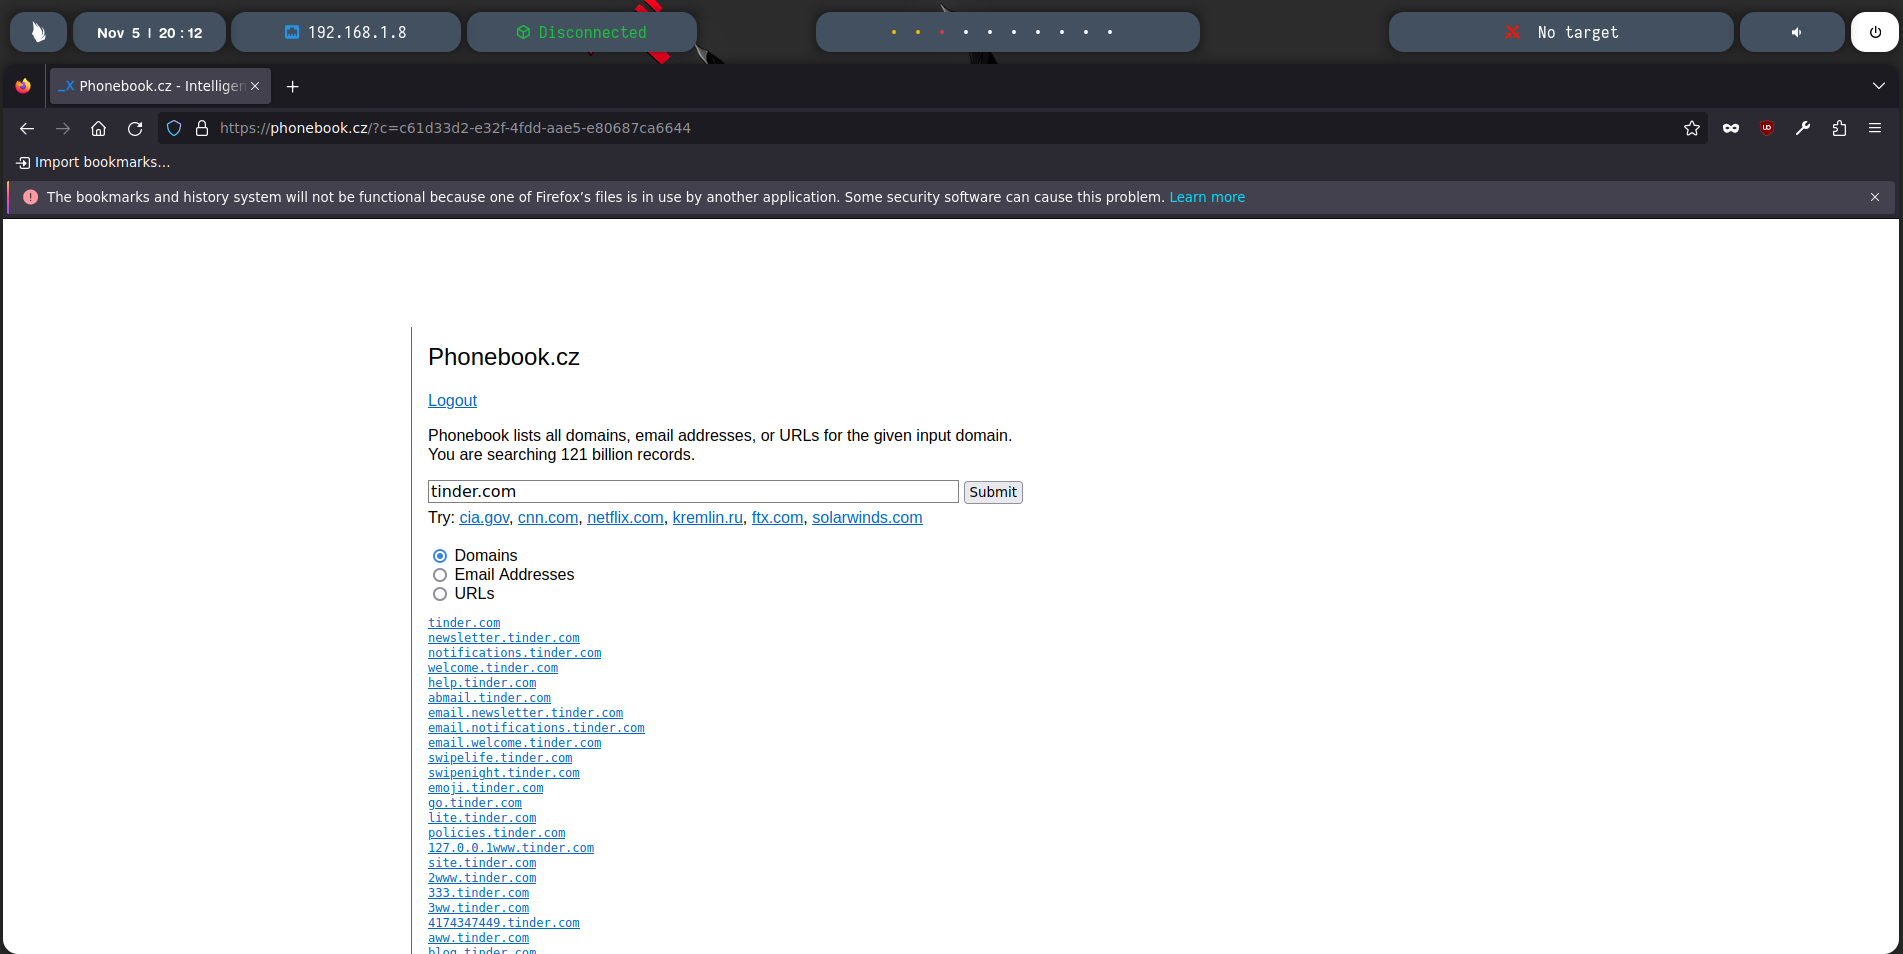 Nov 5 | 20:12
192.168.1.8
Disconnected
No target
Phonebook.cz - Intelligen
https://phonebook.cz/?c=c61d33d2-e32f-4fdd-aae5-e80687ca6644
Import bookmarks...
The bookmarks and history system will not be functional because one of Firefox’s files is in use by another application. Some security software can cause this problem. Learn more
Phonebook.cz
Logout
Phonebook lists all domains, email addresses, or URLs for the given input domain.
You are searching 121 billion records.
tinder.com Submit
Try: cia.gov, cnn.com, netflix.com, kremlin.ru, ftx.com, solarwinds.com
Domains
Email Addresses
URLs
tinder.com
newsletter.tinder.com
notifications.tinder.com
welcome.tinder.com
help.tinder.com
abmail.tinder.com
email.newsletter.tinder.com
email.notifications.tinder.com
email.welcome.tinder.com
swipelife.tinder.com
swipenight.tinder.com
emoji.tinder.com
go.tinder.com
lite.tinder.com
policies.tinder.com
127.0.0.1www.tinder.com
site.tinder.com
2www.tinder.com
333.tinder.com
3ww.tinder.com
4174347449.tinder.com
aww.tinder.com
blog.tinder.com